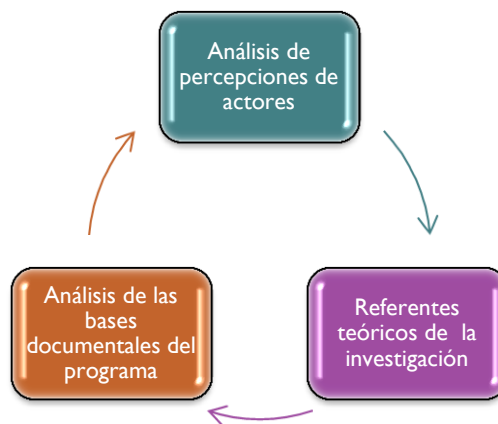 Análisis de
percepciones de
actores
Referentes
teóricos de la
investigación
Análisis de las
bases
documentales del
programa